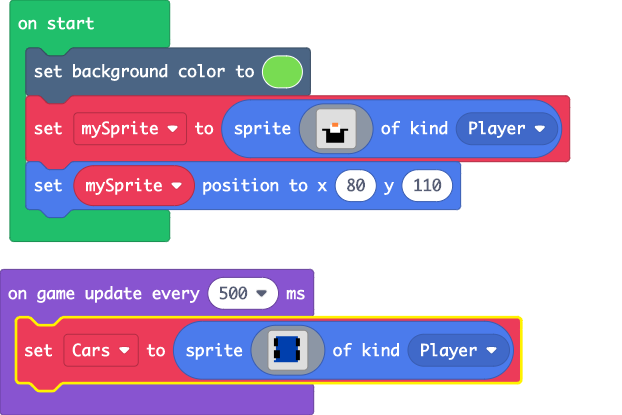 on start
set background color to
set mySprite to sprite of kind Player
set mySprite position to x 80 y 110
on game update every 500 ms
set Cars to sprite of kind Player